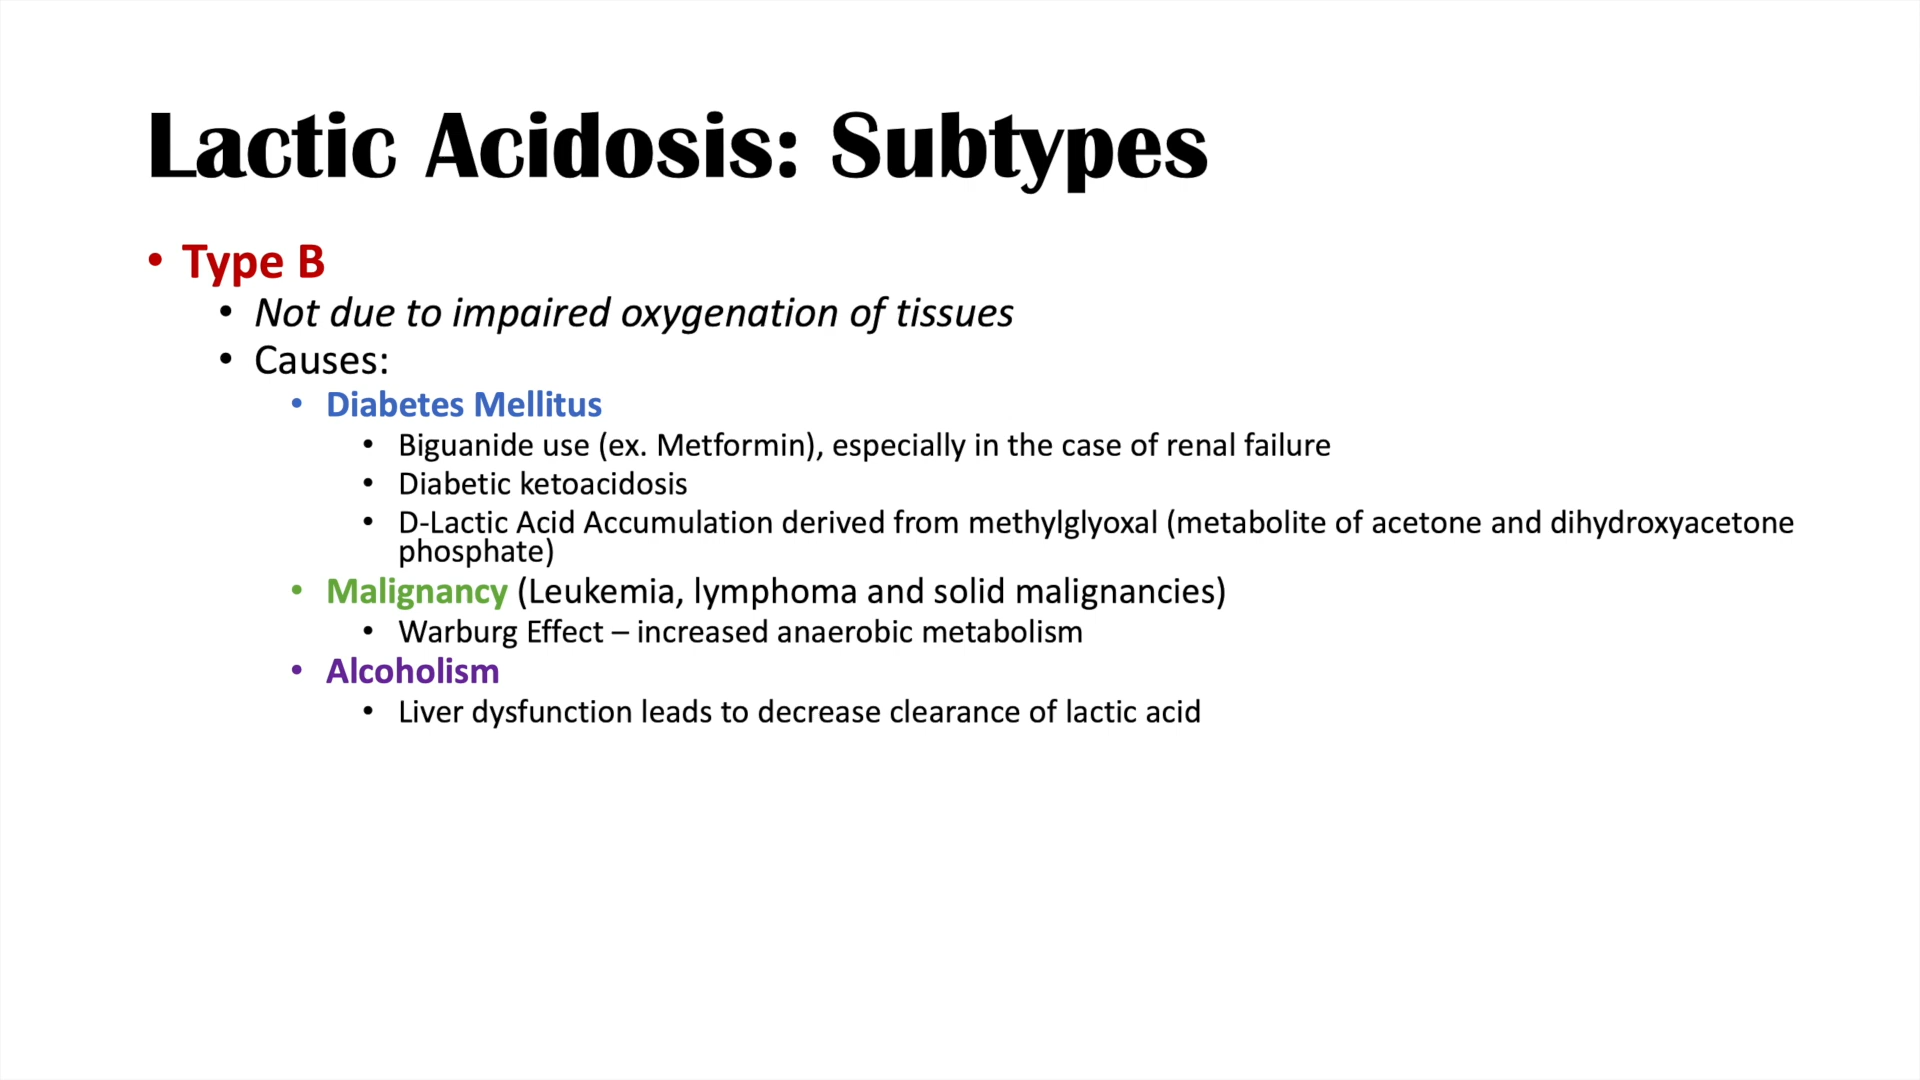 Lactic Acidosis: Subtypes
• Type B
• Not due to impaired oxygenation of tissues
• Causes:
• Diabetes Mellitus
• Biguanide use (ex. Metformin), especially in the case of renal failure
• Diabetic ketoacidosis
• D-Lactic Acid Accumulation derived from methylglyoxal (metabolite of acetone and dihydroxyacetone
phosphate)
• Malignancy (Leukemia, lymphoma and solid malignancies)
• Warburg Effect – increased anaerobic metabolism
• Alcoholism
• Liver dysfunction leads to decrease clearance of lactic acid